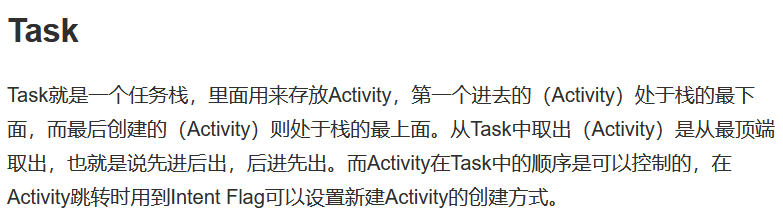 Task
Task就是一个任务栈，里面用来存放Activity，第一个进去的（Activity）处于栈的最下
面，而最后创建的（Activity）则处于栈的最上面。从Task中取出（Activity）是从最顶端
取出，也就是说先进后出，后进先出。而Activity在Task中的顺序是可以控制的，在
Activity跳转时用到Intent Flag可以设置新建Activity的创建方式。